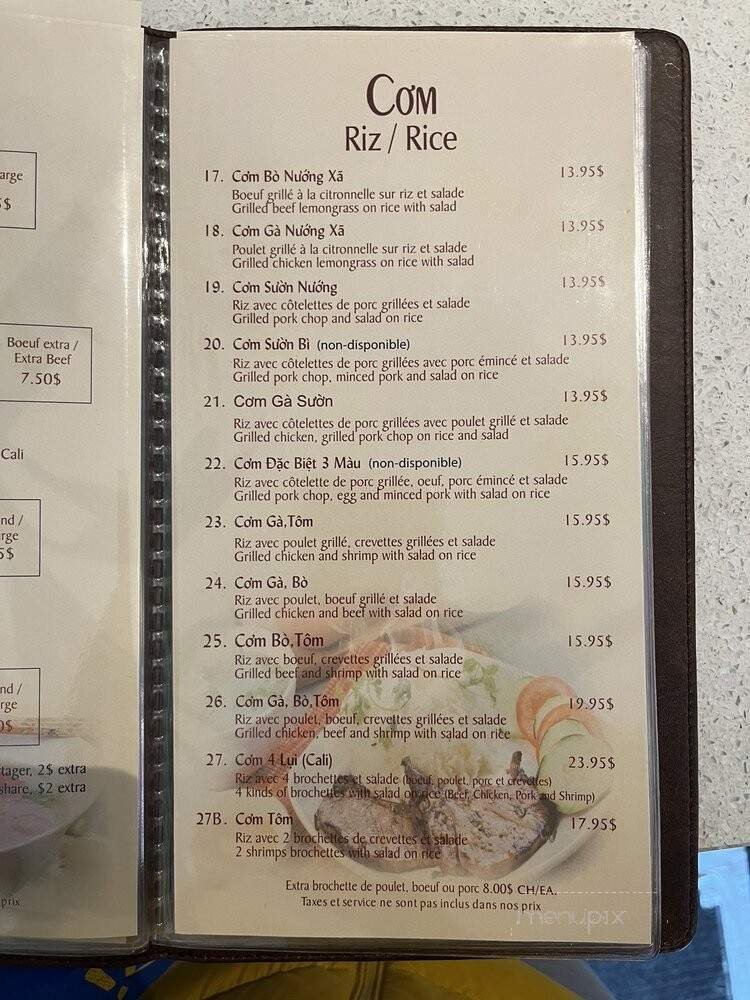 arge
5$
Boeuf extra /
Extra Beef
7.50$
Cali
nd /
rge
5$
nd /
rge
0$
tager, 2$ extra
share, $2 extra
prix
Cơm
Riz / Rice
17. Cơm Bò Nướng Xã 13.95$
Boeuf grillé à la citronnelle sur riz et salade
Grilled beef lemongrass on rice with salad
18. Cơm Gà Nướng Xã 13.95$
Poulet grillé à la citronnelle sur riz et salade
Grilled chicken lemongrass on rice with salad
19. Cơm Sườn Nướng 13.95$
Riz avec côtelettes de porc grillées et salade
Grilled pork chop and salad on rice
20. Cơm Sườn Bì (non-disponible) 13.95$
Riz avec côtelettes de porc grillées avec porc émincé et salade
Grilled pork chop, minced pork and salad on rice
21. Cơm Gà Sườn 13.95$
Riz avec côtelettes de porc grillées avec poulet grillé et salade
Grilled chicken, grilled pork chop on rice and salad
22. Cơm Đặc Biệt 3 Màu (non-disponible) 15.95$
Riz avec côtelette de porc grillée, oeuf, porc émincé et salade
Grilled pork chop, egg and minced pork with salad on rice
23. Cơm Gà,Tôm 15.95$
Riz avec poulet grillé, crevettes grillées et salade
Grilled chicken and shrimp with salad on rice
24. Cơm Gà, Bò 15.95$
Riz avec poulet, boeuf grillé et salade
Grilled chicken and beef with salad on rice
25. Cơm Bò,Tôm 15.95$
Riz avec boeuf, crevettes grillées et salade
Grilled beef and shrimp with salad on rice
26. Cơm Gà, Bò,Tôm 19.95$
Riz avec poulet, boeuf, crevettes grillées et salade
Grilled chicken, beef and shrimp with salad on rice
27. Cơm 4 Lụi (Cali) 23.95$
Riz avec 4 brochettes et salade (boeuf, poulet, porc et crevettes)
4 kinds of brochettes with salad on rice (Beef, Chicken, Pork and Shrimp)
27B. Cơm Tôm 17.95$
Riz avec 2 brochettes de crevettes et salade
2 shrimps brochettes with salad on rice
Extra brochette de poulet, boeuf ou porc 8.00$ CH/EA.
Taxes et service ne sont pas inclus dans nos prix
menupix